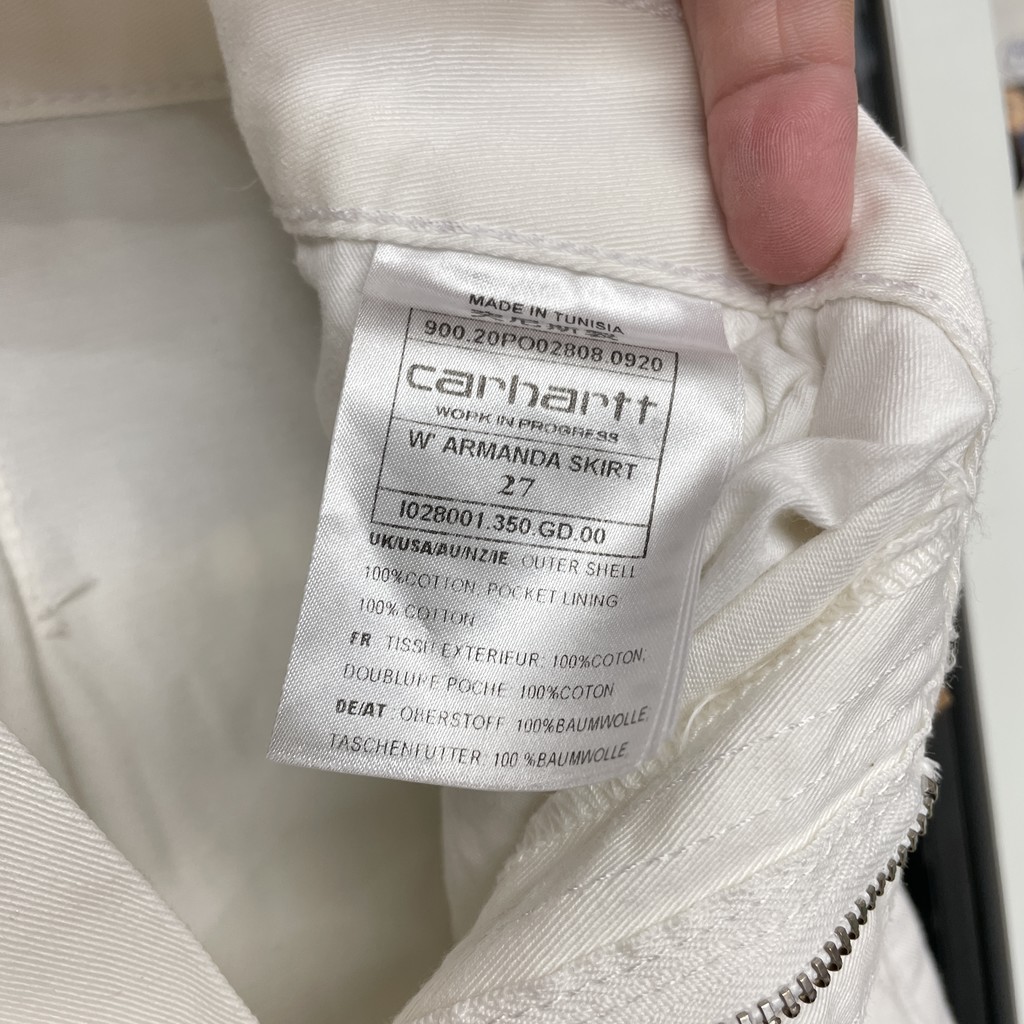 MADE IN TUNISIA
900.20PO02808.0920
carhartt
WORK IN PROGRESS
W' ARMANDA SKIRT
27
I028001.350.GD.00
UK/USA/AU/NZ/IE OUTER SHELL
100%COTTON; POCKET LINING
100% COTTON
FR TISSU EXTERIEUR: 100%COTON;
DOUBLURE POCHE 100%COTON
DE/AT OBERSTOFF 100%BAUMWOLLE;
TASCHENFUTTER 100 %BAUMWOLLE